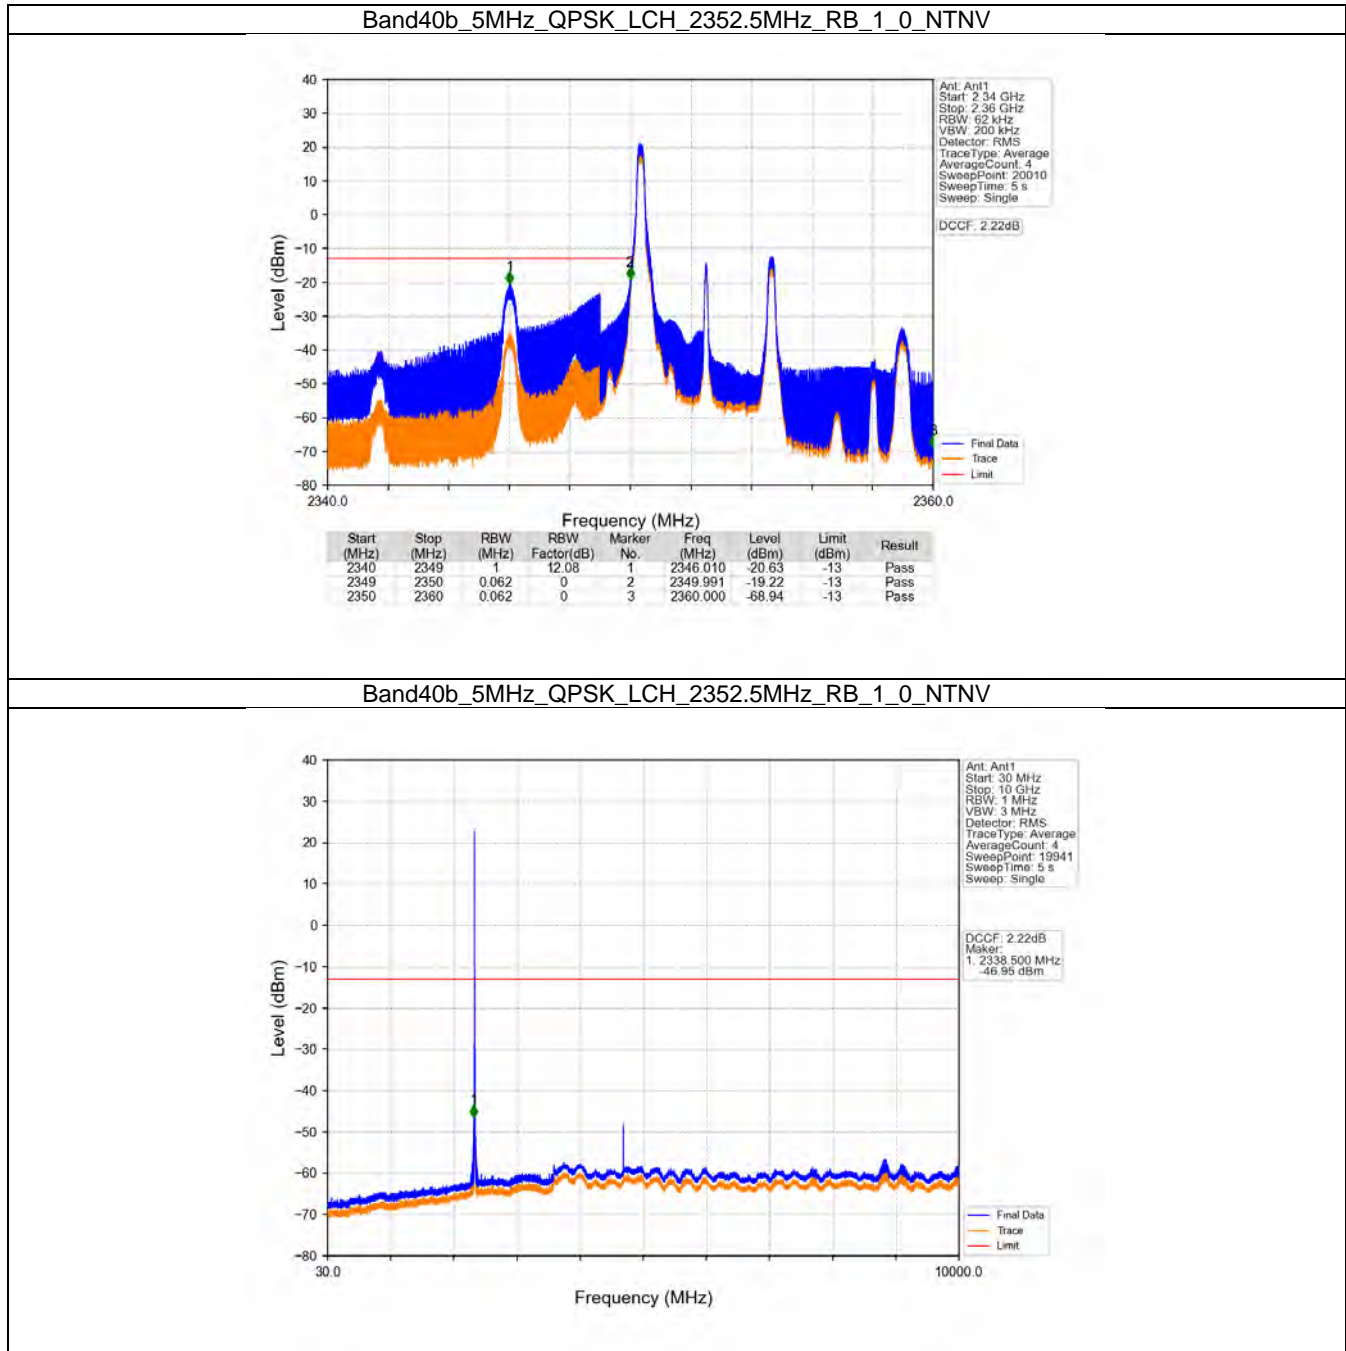 Band40b_5MHz_QPSK_LCH_2352.5MHz_RB_1_0_NTNV
40
30
20
10
0
−10
−20
−30
−40
−50
−60
−70
−80
Level (dBm)
1
2
3
2340.0
2360.0
Frequency (MHz)
Ant: Ant1
Start: 2.34 GHz
Stop: 2.36 GHz
RBW: 62 kHz
VBW: 200 kHz
Detector: RMS
TraceType: Average
AverageCount: 4
SweepPoint: 20010
SweepTime: 5 s
Sweep: Single
DCCF: 2.22dB
Final Data
Trace
Limit
Start (MHz) Stop (MHz) RBW (MHz) RBW Factor(dB) Marker No. Freq (MHz) Level (dBm) Limit (dBm) Result
2340 2349 1 12.08 1 2346.010 -20.63 -13 Pass
2349 2350 0.062 0 2 2349.991 -19.22 -13 Pass
2350 2360 0.062 0 3 2360.000 -68.94 -13 Pass
Band40b_5MHz_QPSK_LCH_2352.5MHz_RB_1_0_NTNV
40
30
20
10
0
−10
−20
−30
−40
−50
−60
−70
−80
Level (dBm)
1
30.0
10000.0
Frequency (MHz)
Ant: Ant1
Start: 30 MHz
Stop: 10 GHz
RBW: 1 MHz
VBW: 3 MHz
Detector: RMS
TraceType: Average
AverageCount: 4
SweepPoint: 19941
SweepTime: 5 s
Sweep: Single
DCCF: 2.22dB
Maker:
1. 2338.500 MHz
-46.95 dBm
Final Data
Trace
Limit